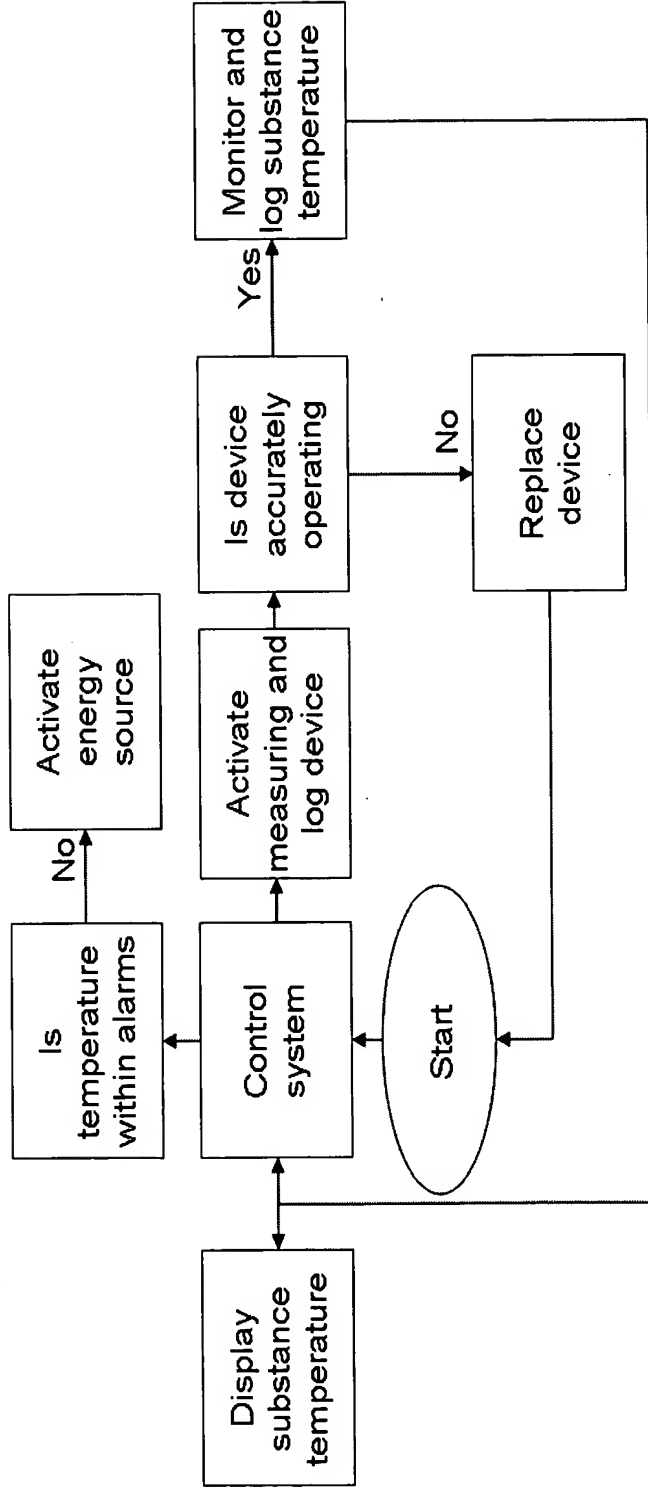 Is
temperature
within alarms
No
Activate
energy
source
Display
substance
temperature
Control
system
Activate
measuring and
log device
Is device
accurately
operating
Yes
Monitor and
log substance
temperature
Start
No
Replace
device